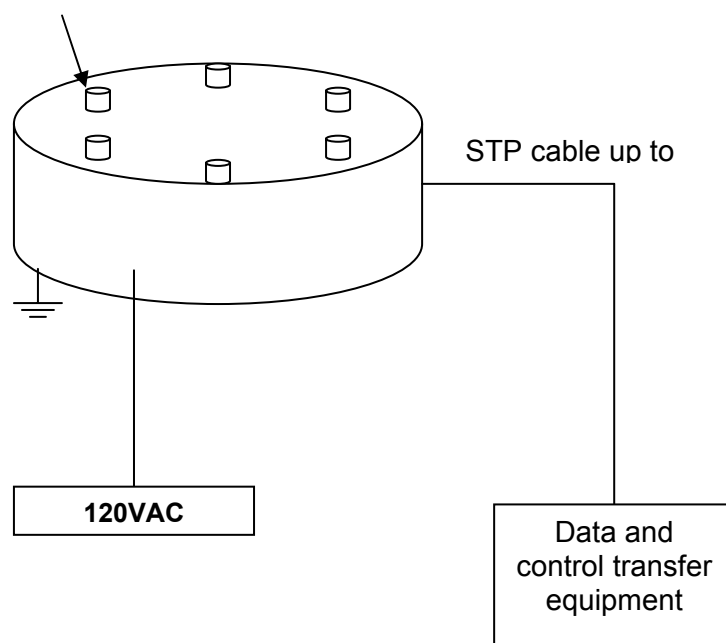 STP cable up to
120VAC
Data and
control transfer
equipment